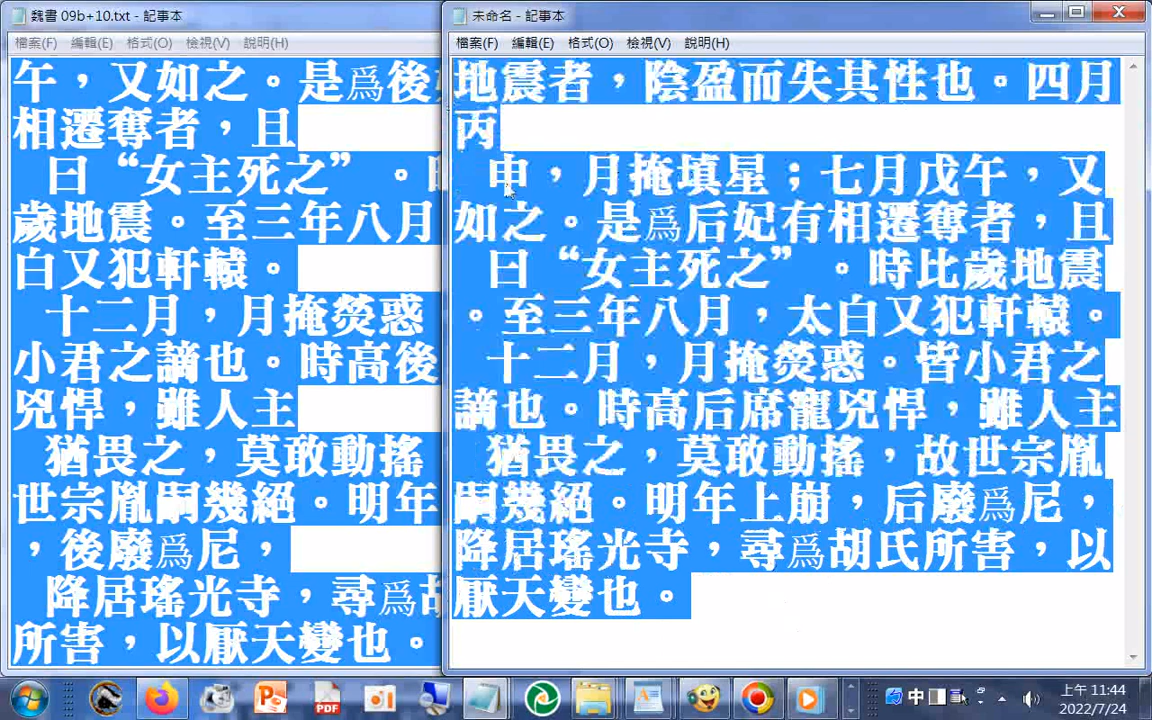 魏書 09b+10.txt - 記事本
檔案(F) 編輯(E) 格式(O) 檢視(V) 說明(H)
午，又如之。是爲後
相遷奪者，且
曰“女主死之”。
歲地震。至三年八月
白又犯軒轅。
十二月，月掩熒惑
小君之謫也。時高後
兇悍，雖人主
猶畏之，莫敢動搖
世宗胤嗣幾絕。明年
，後廢爲尼，
降居瑤光寺，尋爲
所害，以厭天變也。
未命名 - 記事本
檔案(F) 編輯(E) 格式(O) 檢視(V) 說明(H)
地震者，陰盈而失其性也。四月
丙
申，月掩填星；七月戊午，又
如之。是爲后妃有相遷奪者，且
曰“女主死之”。時比歲地震
。至三年八月，太白又犯軒轅。
十二月，月掩熒惑。皆小君之
謫也。時高后席寵兇悍，雖人主
猶畏之，莫敢動搖，故世宗胤
嗣幾絕。明年上崩，后廢爲尼，
降居瑤光寺，尋爲胡氏所害，以
厭天變也。
中
上午 11:44
2022/7/24